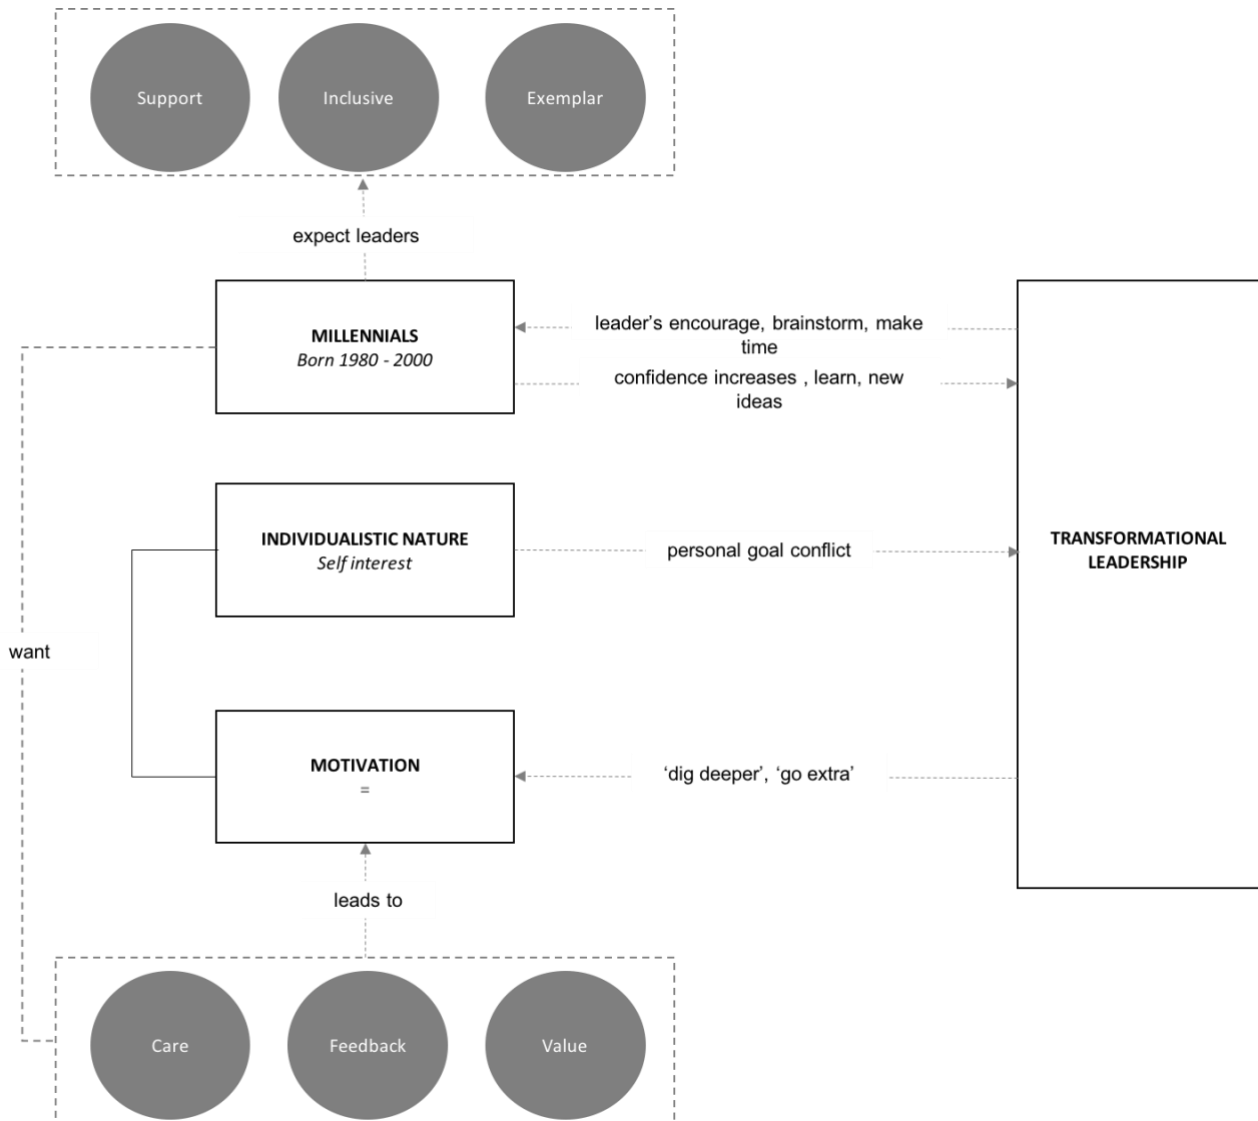 Support
Inclusive
Exemplar
expect leaders
MILLENNIALS
Born 1980 - 2000
leader’s encourage, brainstorm, make
time
confidence increases , learn, new
ideas
INDIVIDUALISTIC NATURE
Self interest
personal goal conflict
TRANSFORMATIONAL
LEADERSHIP
want
MOTIVATION
=
‘dig deeper’, ‘go extra’
leads to
Care
Feedback
Value